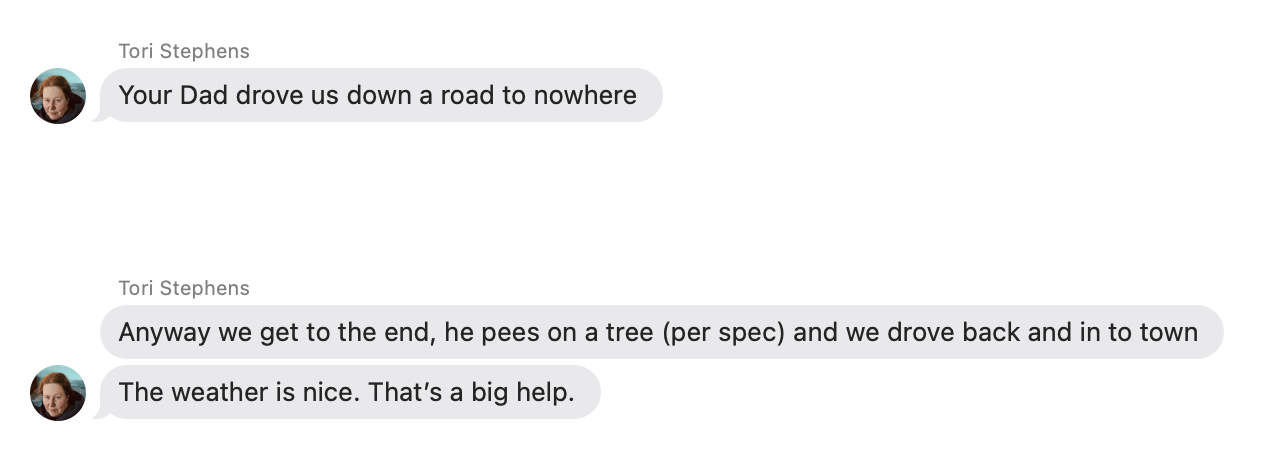 Tori Stephens
Your Dad drove us down a road to nowhere
Tori Stephens
Anyway we get to the end, he pees on a tree (per spec) and we drove back and in to town
The weather is nice. That’s a big help.